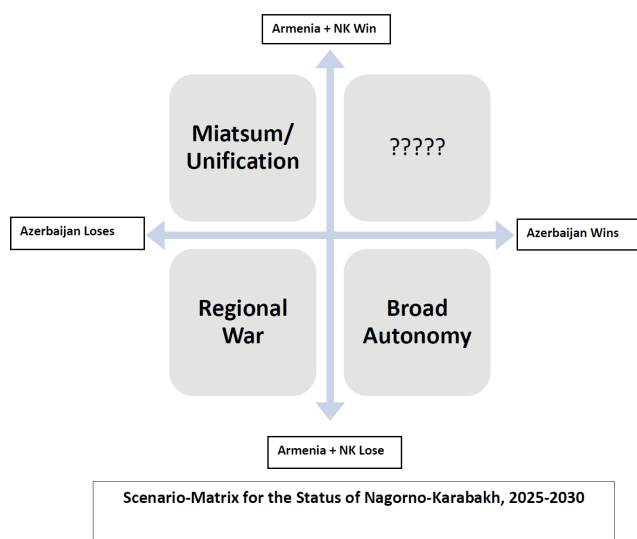 Armenia + NK Win
Miatsum/
Unification
?????
Azerbaijan Loses
Azerbaijan Wins
Regional
War
Broad
Autonomy
Armenia + NK Lose
Scenario-Matrix for the Status of Nagorno-Karabakh, 2025-2030